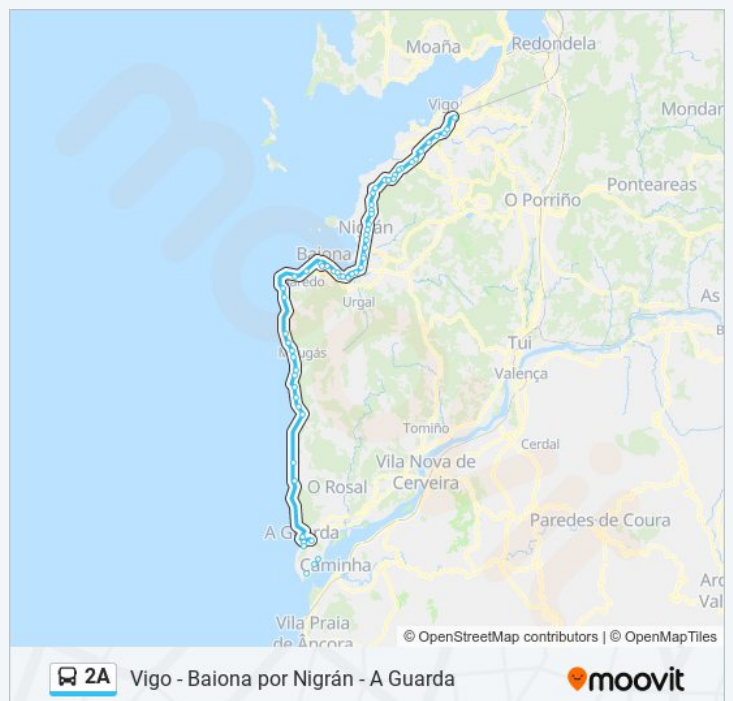 Moaña
Redondela
Vigo
Mondar
Ponteareas
O Porriño
Nigrán
Baiona
Urgal
As
Tui
Valença
Tomiño
Cerdal
Vila Nova de
Cerveira
O Rosal
A Guarda
Paredes de Coura
Caminha
Arc
Val
Vila Praia
de Âncora
© OpenStreetMap contributors | © OpenMapTiles
2A Vigo - Baiona por Nigrán - A Guarda
moovit